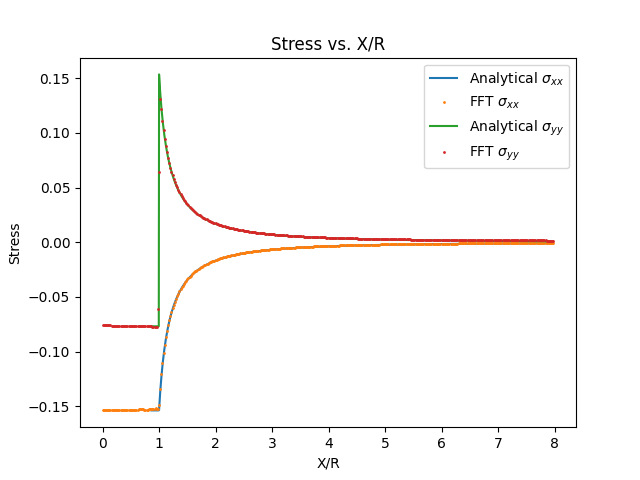 Stress vs. X/R
Analytical σxx
FFT σxx
Analytical σyy
FFT σyy
Stress
0.15
0.10
0.05
0.00
−0.05
−0.10
−0.15
0 1 2 3 4 5 6 7 8
X/R